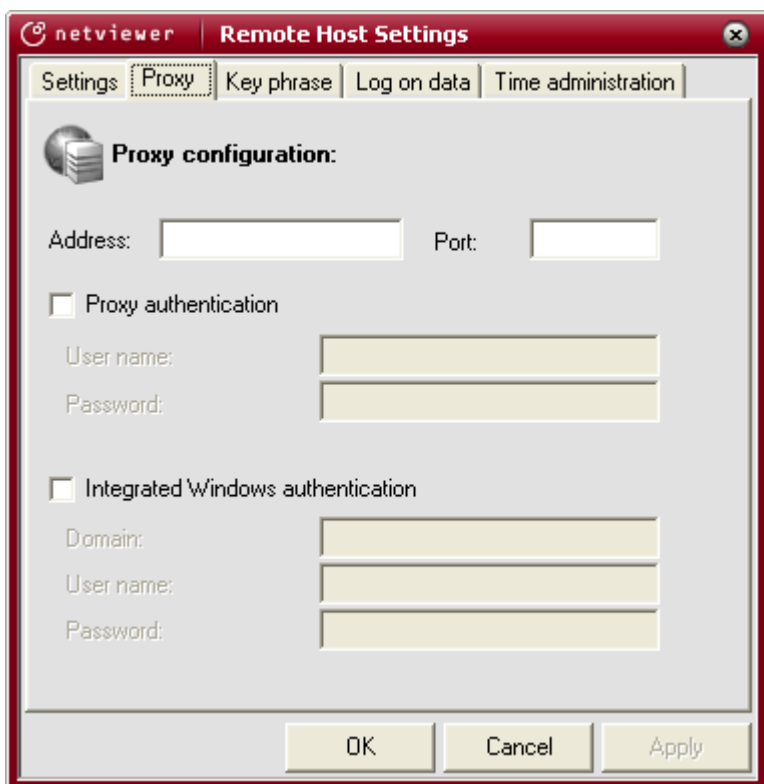 netviewer Remote Host Settings
Settings Proxy Key phrase Log on data Time administration
Proxy configuration:
Address: Port:
Proxy authentication
User name:
Password:
Integrated Windows authentication
Domain:
User name:
Password:
OK Cancel Apply